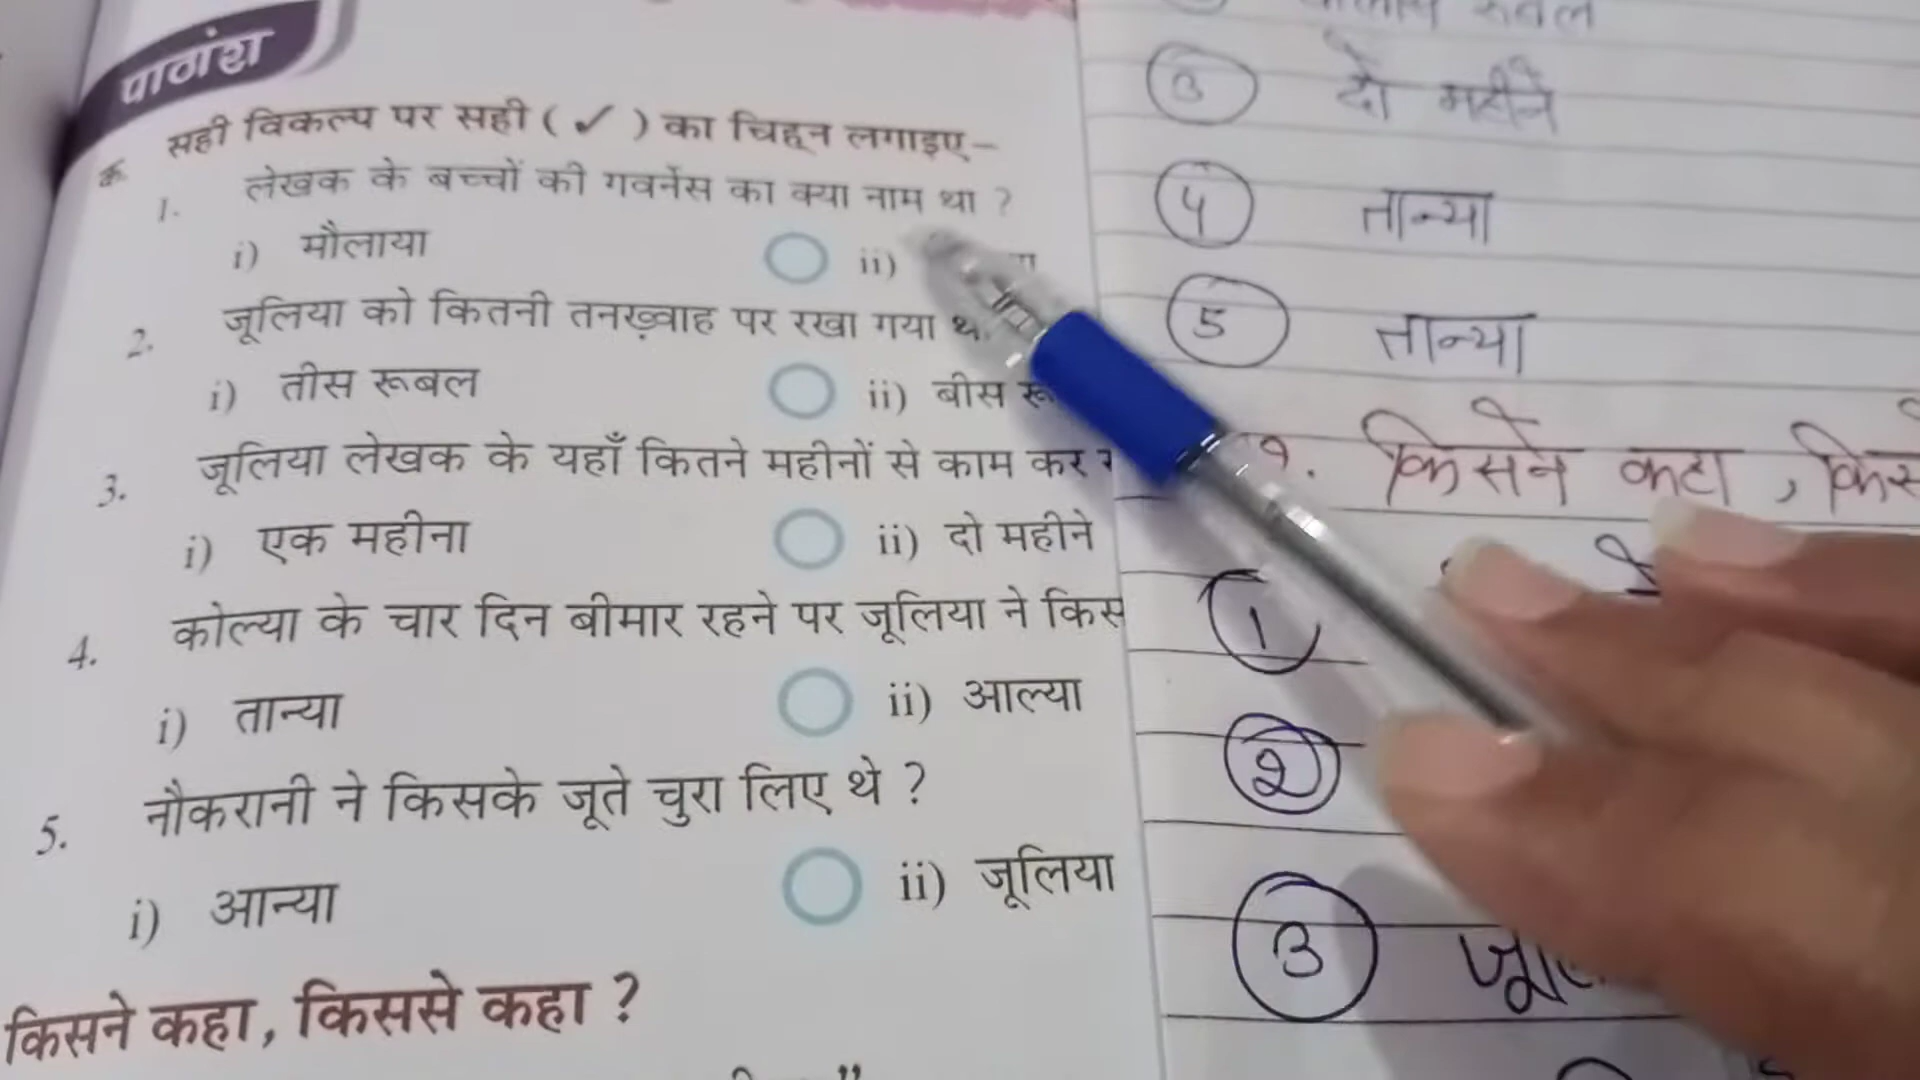 पाठांश
क. सही विकल्प पर सही ( ✓ ) का चिह्न लगाइए–
1. लेखक के बच्चों की गवर्नेस का क्या नाम था ?
i) मौलाया ii)
2. जूलिया को कितनी तनख़्वाह पर रखा गया
i) तीस रूबल ii) बीस
3. जूलिया लेखक के यहाँ कितने महीनों से काम कर
i) एक महीना ii) दो महीने
4. कोल्या के चार दिन बीमार रहने पर जूलिया ने किस
i) तान्या ii) आल्या
5. नौकरानी ने किसके जूते चुरा लिए थे ?
i) आन्या ii) जूलिया
किसने कहा, किससे कहा ?
3 दो महीने
4 तान्या
5 तान्या
किसने कहा,
1
2
3